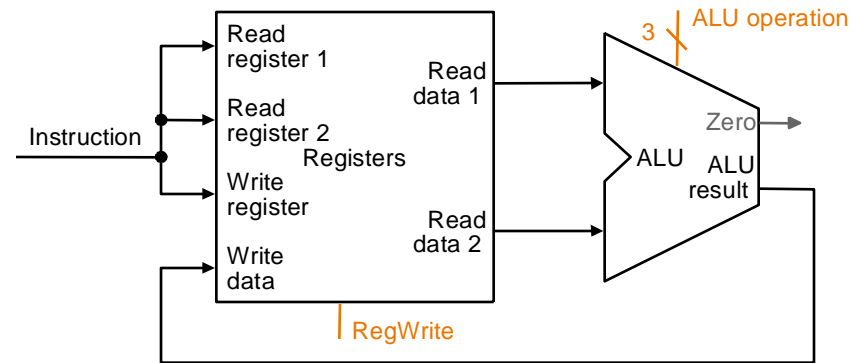 ALU operation
3
Read
register 1
Read
data 1
Read
register 2
Instruction
Registers
Zero
ALU
ALU
result
Write
register
Read
data 2
Write
data
RegWrite